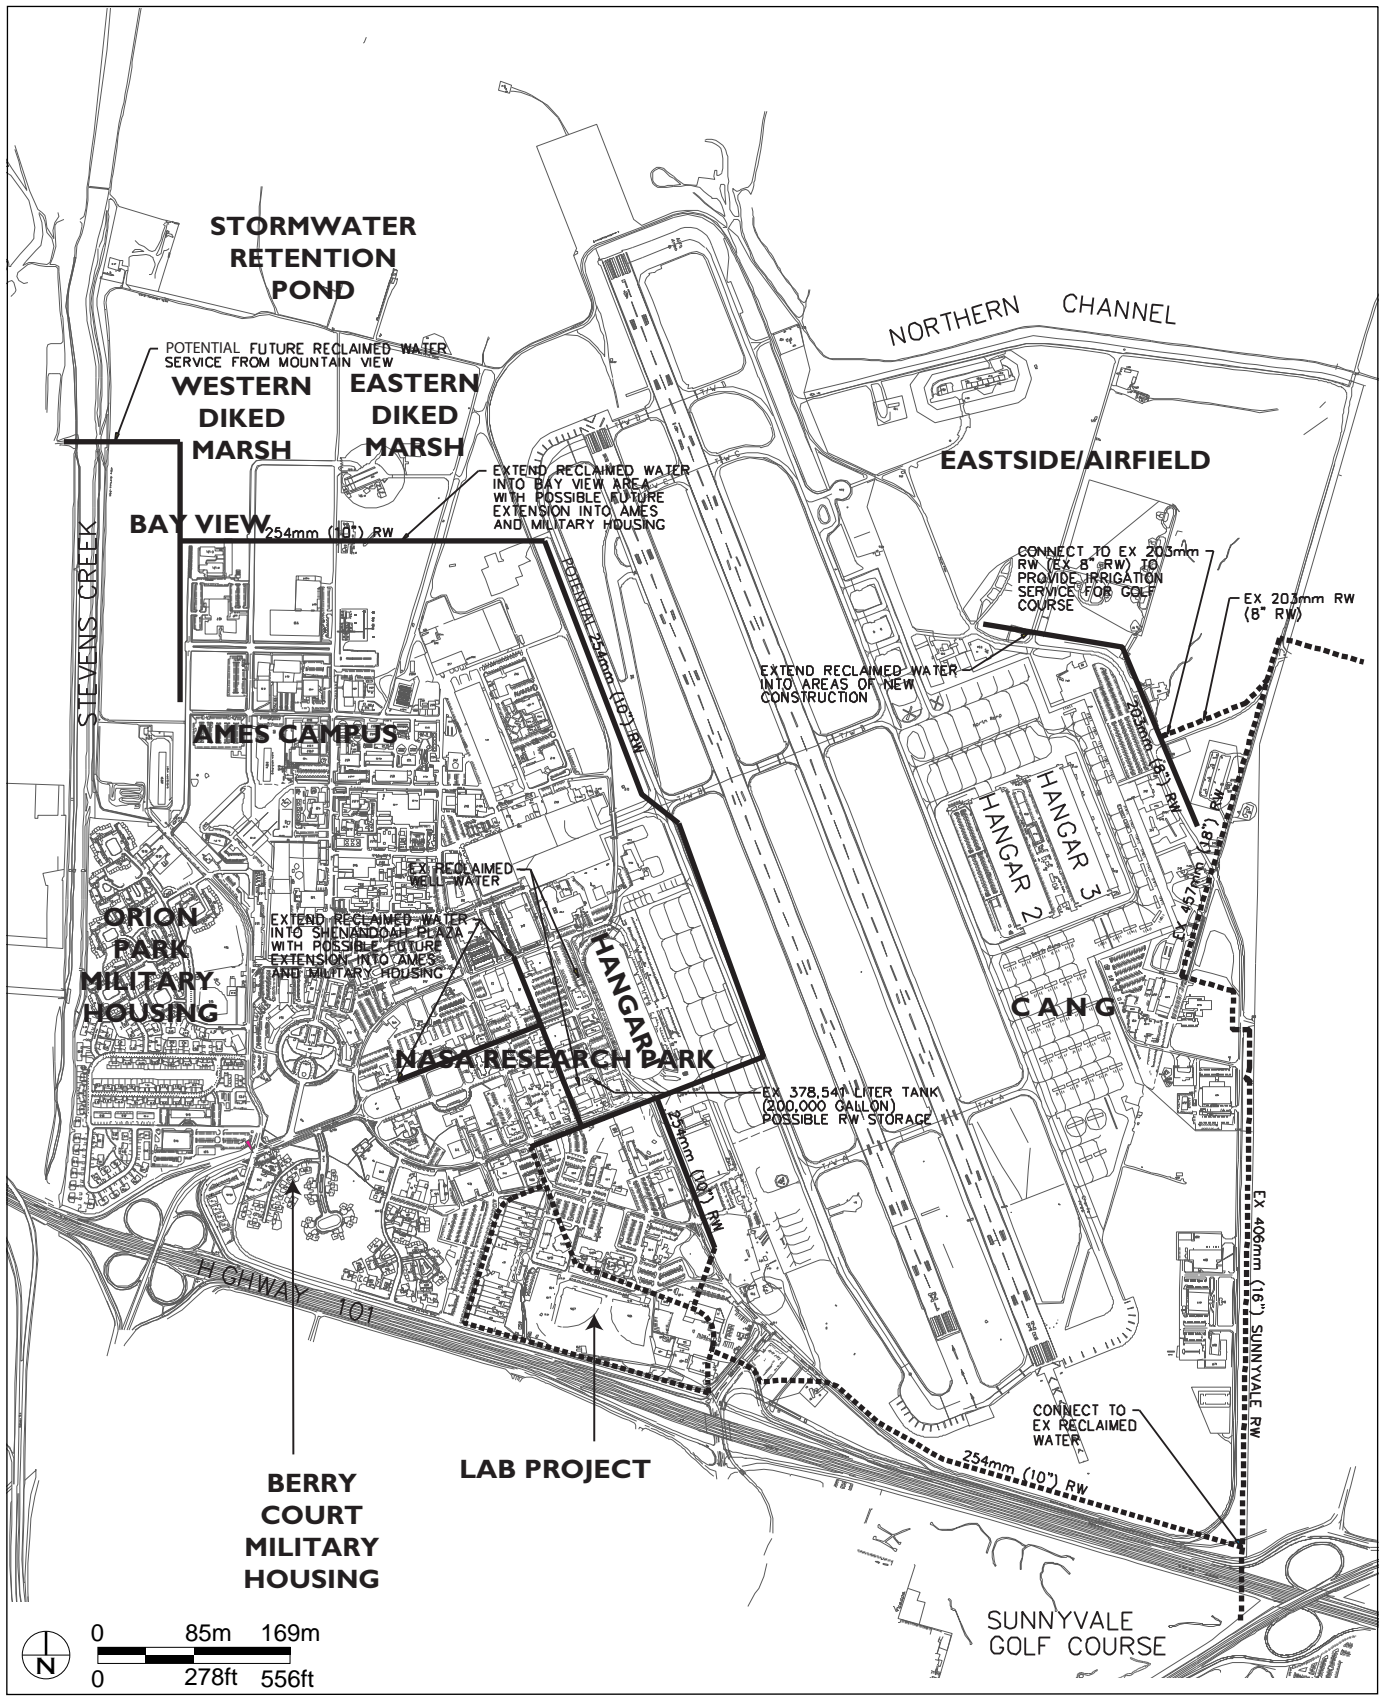 STORMWATER
RETENTION
POND
NORTHERN CHANNEL
POTENTIAL FUTURE RECLAIMED WATER
SERVICE FROM MOUNTAIN VIEW
WESTERN
DIKED
MARSH
EASTERN
DIKED
MARSH
EASTSIDE/AIRFIELD
EXTEND RECLAIMED WATER
INTO BAY VIEW AREA
WITH POSSIBLE FUTURE
EXTENSION INTO AMES
AND MILITARY HOUSING
BAY VIEW
254mm (10") RW
STEVENS CREEK
POTENTIAL 254mm (10") RW
CONNECT TO EX 203mm
RW (EX 8" RW) TO
PROVIDE IRRIGATION
SERVICE FOR GOLF
COURSE
EX 203mm RW
(8" RW)
EXTEND RECLAIMED WATER
INTO AREAS OF NEW
CONSTRUCTION
203mm (8") RW
AMES CAMPUS
HANGAR 3
HANGAR 2
EX 457mm (18") RW
EX RECLAIMED
WELL WATER
ORION
PARK
MILITARY
HOUSING
EXTEND RECLAIMED WATER
INTO SHENANDOAH PLAZA
WITH POSSIBLE FUTURE
EXTENSION INTO AMES
AND MILITARY HOUSING
HANGAR 1
CANG
NASA RESEARCH PARK
EX 378,541 LITER TANK
(200,000 GALLON)
POSSIBLE RW STORAGE
254mm (10") RW
EX 406mm (16") SUNNYVALE RW
HIGHWAY 101
CONNECT TO
EX RECLAIMED
WATER
254mm (10") RW
LAB PROJECT
BERRY
COURT
MILITARY
HOUSING
SUNNYVALE
GOLF COURSE
N
0 85m 169m
0 278ft 556ft